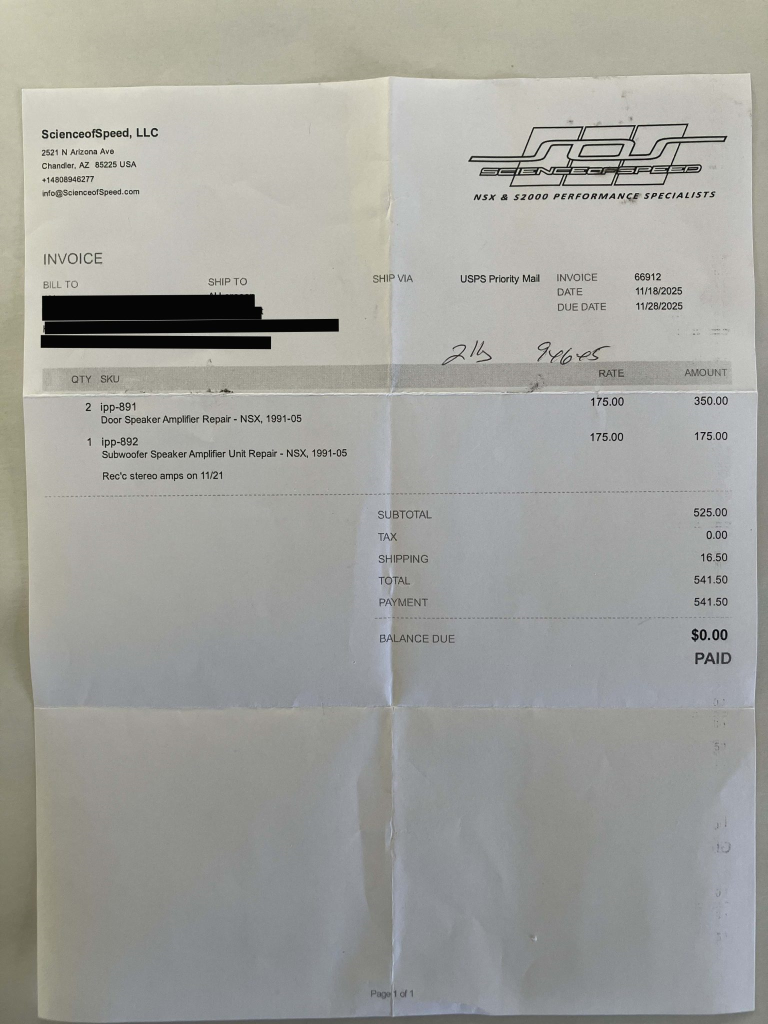 ScienceofSpeed, LLC
2521 N Arizona Ave
Chandler, AZ 85225 USA
+14808946277
info@ScienceofSpeed.com
SOS
SCIENCEOFSPEED
NSX & S2000 PERFORMANCE SPECIALISTS
INVOICE
BILL TO
SHIP TO
SHIP VIA USPS Priority Mail
INVOICE 66912
DATE 11/18/2025
DUE DATE 11/28/2025
2lb 94645
QTY SKU RATE AMOUNT
2 ipp-891 175.00 350.00
Door Speaker Amplifier Repair - NSX, 1991-05
1 ipp-892 175.00 175.00
Subwoofer Speaker Amplifier Unit Repair - NSX, 1991-05
Rec'c stereo amps on 11/21
SUBTOTAL 525.00
TAX 0.00
SHIPPING 16.50
TOTAL 541.50
PAYMENT 541.50
BALANCE DUE $0.00
PAID
Page 1 of 1